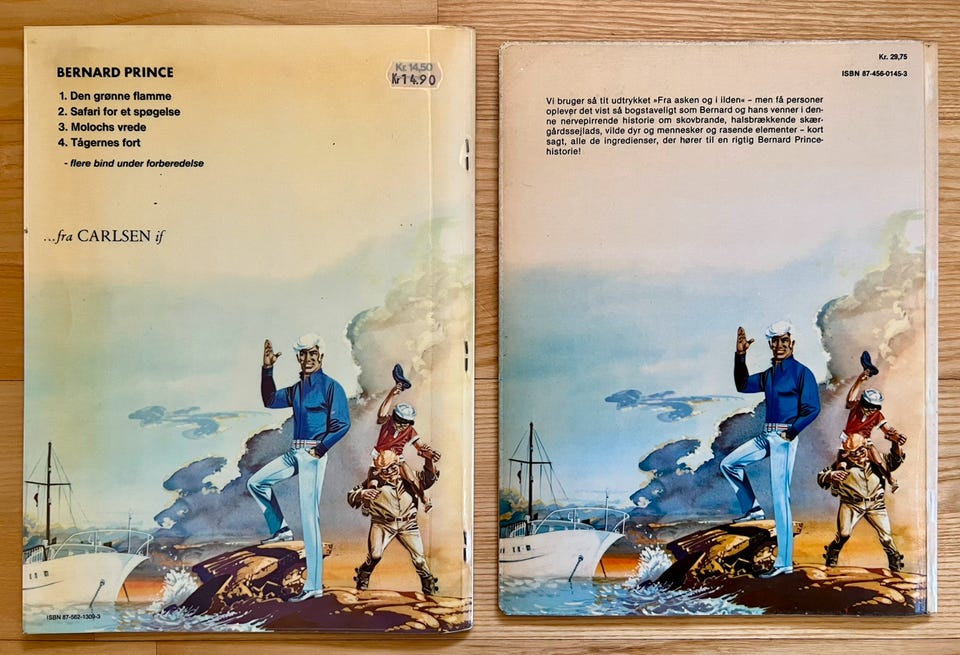 BERNARD PRINCE
1. Den grønne flamme
2. Safari for et spøgelse
3. Molochs vrede
4. Tågernes fort
- flere bind under forberedelse
...fra CARLSEN if
Kr. 14,50
Kr 14.90
ISBN 87-562-1309-3
Kr. 29,75
ISBN 87-456-0145-3
Vi bruger så tit udtrykket »Fra asken og i ilden« – men få personer
oplever det vist så bogstaveligt som Bernard og hans venner i den-
ne nervepirrende historie om skovbrande, halsbrækkende skær-
gårdssejlads, vilde dyr og mennesker og rasende elementer – kort
sagt, alle de ingredienser, der hører til en rigtig Bernard Prince-
historie!